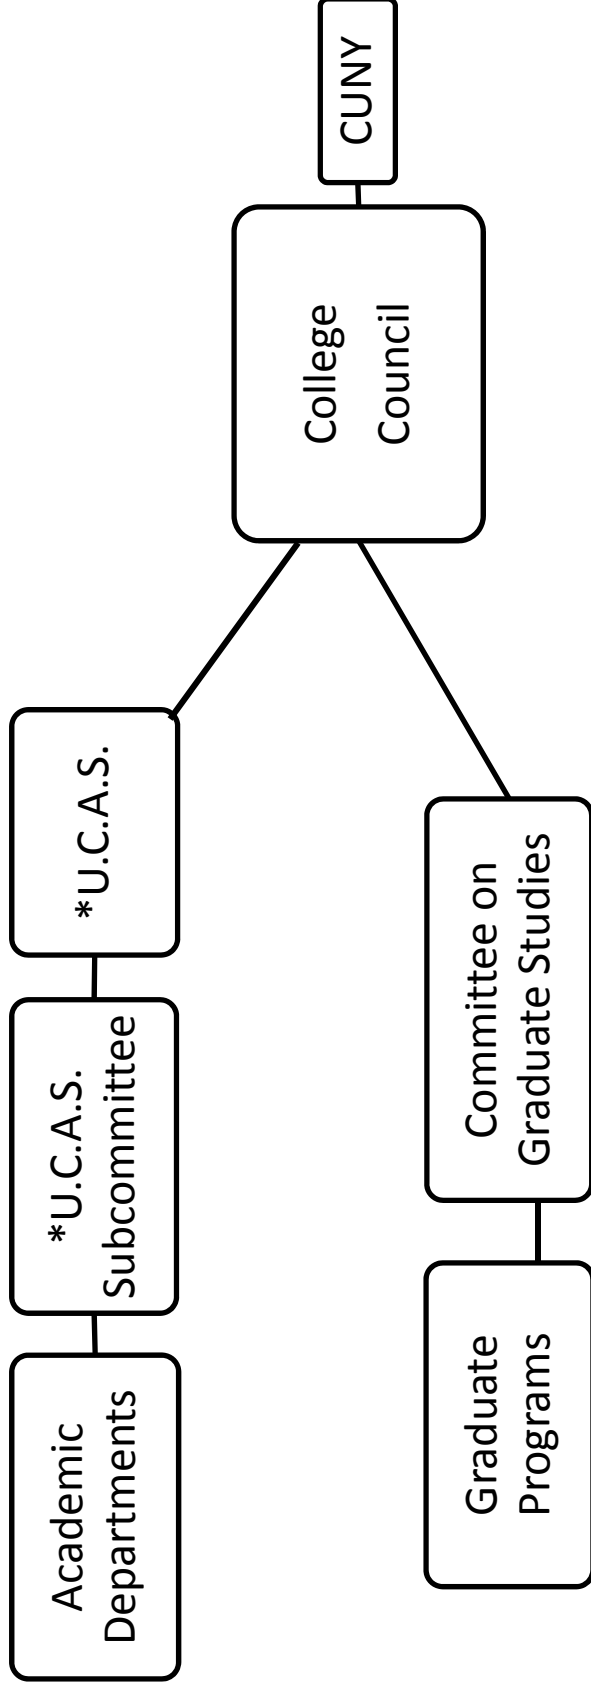 Academic
Departments
*U.C.A.S.
Subcommittee
*U.C.A.S.
Graduate
Programs
Committee on
Graduate Studies
College
Council
CUNY